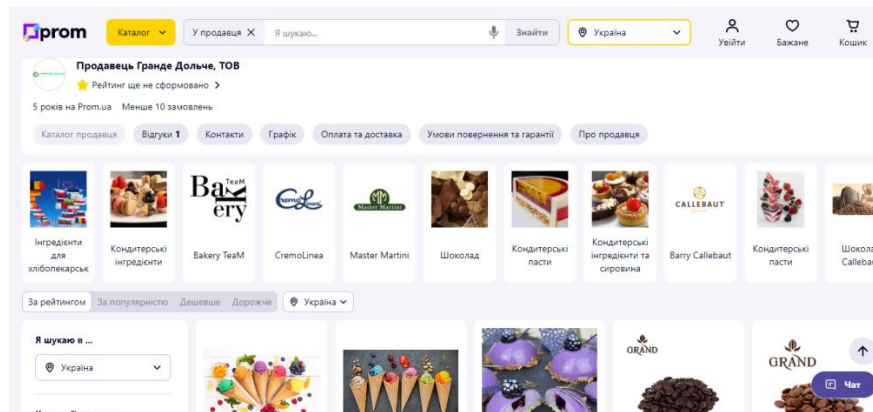 prom
Каталог
У продавця
Я шукаю...
Знайти
Україна
Увійти
Бажане
Кошик
Продавець Гранде Дольче, ТОВ
Рейтинг ще не сформовано
5 років на Prom.ua Менше 10 замовлень
Каталог продавця
Відгуки 1
Контакти
Графік
Оплата та доставка
Умови повернення та гарантії
Про продавця
Bakery TeaM
CremoLinea
MM
Master Martini
CALLEBAUT
Інгредієнти
для
хлібопекарськ
Кондитерські
інгредієнти
Bakery TeaM
CremoLinea
Master Martini
Шоколад
Кондитерські
пасти
Кондитерські
інгредієнти та
сировина
Barry Callebaut
Кондитерські
пасти
Шокола
Callebau
За рейтингом
За популярністю
Дешевше
Дорожче
Україна
Я шукаю в ...
Україна
GRAND
GRAND
Чат